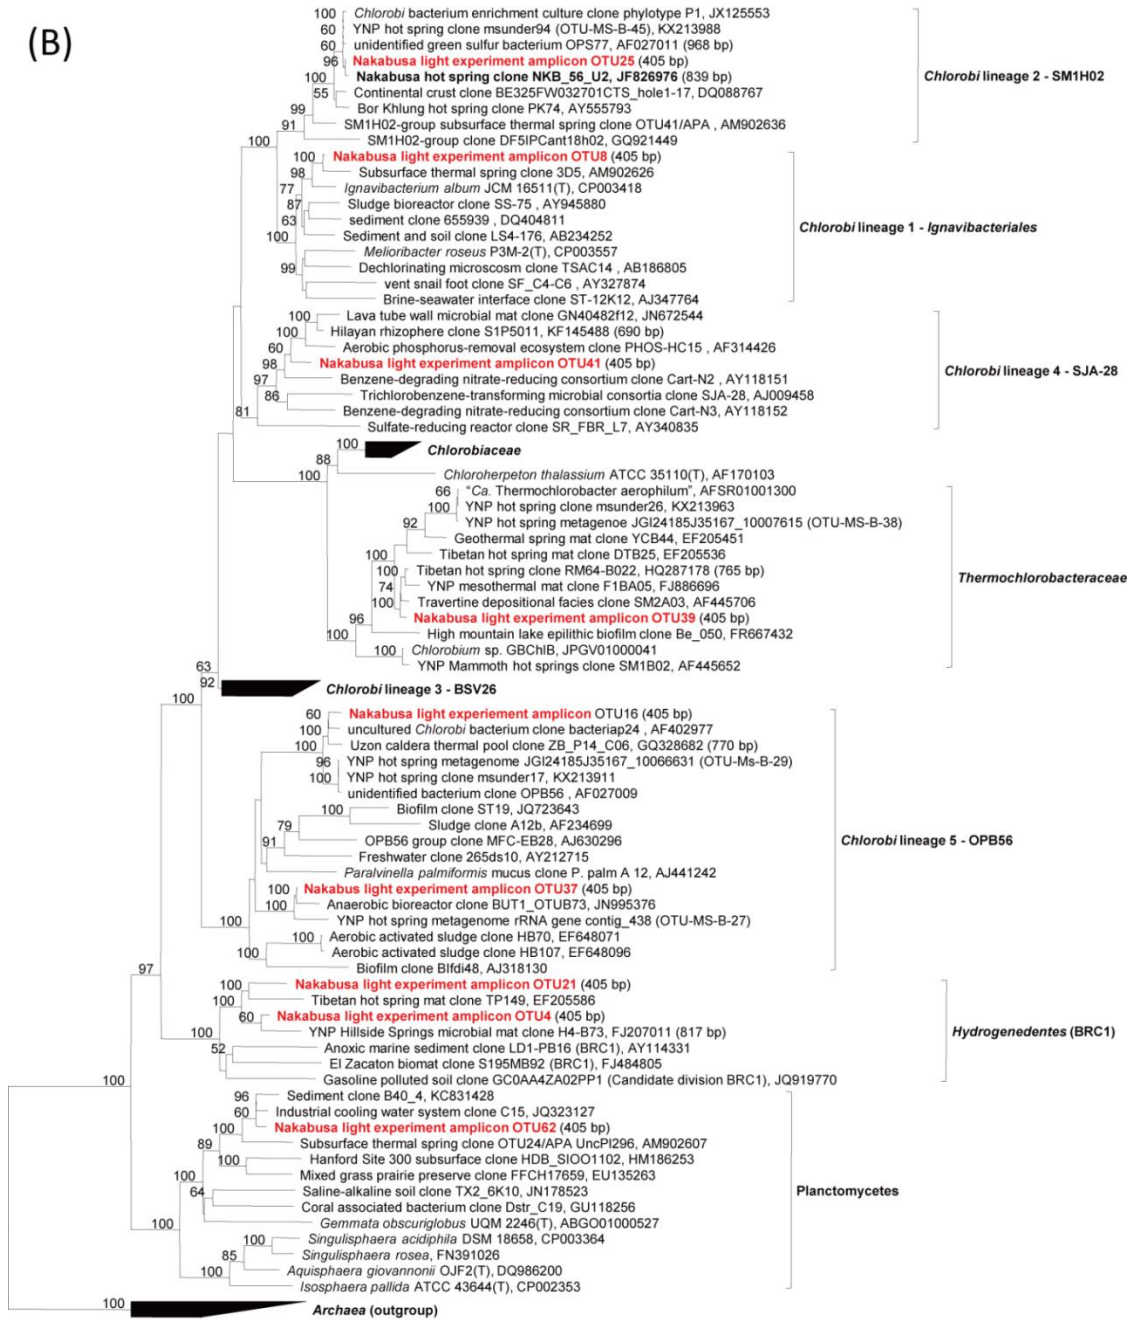 (B)
100 Chlorobi bacterium enrichment culture clone phylotype P1, JX125553
60 YNP hot spring clone msunder94 (OTU-MS-B-45), KX213988
60 unidentified green sulfur bacterium OPS77, AF027011 (968 bp)
96 Nakabusa light experiment amplicon OTU25 (405 bp)
100 Nakabusa hot spring clone NKB_56_U2, JF826976 (839 bp)
Chlorobi lineage 2 - SM1H02
55 Continental crust clone BE325FW032701CTS_hole1-17, DQ088767
99 Bor Khlung hot spring clone PK74, AY555793
91 SM1H02-group subsurface thermal spring clone OTU41/APA , AM902636
100 SM1H02-group clone DF5IPCant18h02, GQ921449
100 Nakabusa light experiment amplicon OTU8 (405 bp)
98 Subsurface thermal spring clone 3D5, AM902626
77 Ignavibacterium album JCM 16511(T), CP003418
87 Sludge bioreactor clone SS-75 , AY945880
63 sediment clone 655939 , DQ404811
Chlorobi lineage 1 - Ignavibacteriales
100 Sediment and soil clone LS4-176, AB234252
Melioribacter roseus P3M-2(T), CP003557
99 Dechlorinating microscosm clone TSAC14 , AB186805
vent snail foot clone SF_C4-C6 , AY327874
Brine-seawater interface clone ST-12K12, AJ347764
100 Lava tube wall microbial mat clone GN40482f12, JN672544
100 Hilayan rhizophere clone S1P5011, KF145488 (690 bp)
60 Aerobic phosphorus-removal ecosystem clone PHOS-HC15 , AF314426
98 Nakabusa light experiment amplicon OTU41 (405 bp)
Chlorobi lineage 4 - SJA-28
97 Benzene-degrading nitrate-reducing consortium clone Cart-N2 , AY118151
86 Trichlorobenzene-transforming microbial consortia clone SJA-28, AJ009458
81 Benzene-degrading nitrate-reducing consortium clone Cart-N3, AY118152
Sulfate-reducing reactor clone SR_FBR_L7, AY340835
100 Chlorobiaceae
88
100 Chloroherpeton thalassium ATCC 35110(T), AF170103
66 "Ca. Thermochlorobacter aerophilum", AFSR01001300
100 YNP hot spring clone msunder26, KX213963
92 YNP hot spring metagenoe JGI24185J35167_10007615 (OTU-MS-B-38)
Geothermal spring mat clone YCB44, EF205451
100 Tibetan hot spring mat clone DTB25, EF205536
100 Tibetan hot spring clone RM64-B022, HQ287178 (765 bp)
Thermochlorobacteraceae
74 YNP mesothermal mat clone F1BA05, FJ886696
100 Travertine depositional facies clone SM2A03, AF445706
96 Nakabusa light experiment amplicon OTU39 (405 bp)
100 High mountain lake epilithic biofilm clone Be_050, FR667432
100 Chlorobium sp. GBChlB, JPGV01000041
YNP Mammoth hot springs clone SM1B02, AF445652
63
92
100 Chlorobi lineage 3 - BSV26
60 Nakabusa light experiement amplicon OTU16 (405 bp)
100 uncultured Chlorobi bacterium clone bacteriap24 , AF402977
100 Uzon caldera thermal pool clone ZB_P14_C06, GQ328682 (770 bp)
96 YNP hot spring metagenome JGI24185J35167_10066631 (OTU-Ms-B-29)
100 YNP hot spring clone msunder17, KX213911
unidentified bacterium clone OPB56 , AF027009
100 Biofilm clone ST19, JQ723643
79 Sludge clone A12b, AF234699
91 OPB56 group clone MFC-EB28, AJ630296
Chlorobi lineage 5 - OPB56
Freshwater clone 265ds10, AY212715
Paralvinella palmiformis mucus clone P. palm A 12, AJ441242
100 Nakabus light experiment amplicon OTU37 (405 bp)
100 Anaerobic bioreactor clone BUT1_OTUB73, JN995376
100 YNP hot spring metagenome rRNA gene contig_438 (OTU-MS-B-27)
100 Aerobic activated sludge clone HB70, EF648071
100 Aerobic activated sludge clone HB107, EF648096
Biofilm clone Blfdi48, AJ318130
97
100 Nakabusa light experiment amplicon OTU21 (405 bp)
100 Tibetan hot spring mat clone TP149, EF205586
60 Nakabusa light experiment amplicon OTU4 (405 bp)
100 YNP Hillside Springs microbial mat clone H4-B73, FJ207011 (817 bp)
Hydrogenedentes (BRC1)
52 Anoxic marine sediment clone LD1-PB16 (BRC1), AY114331
El Zacaton biomat clone S195MB92 (BRC1), FJ484805
100 Gasoline polluted soil clone GC0AA4ZA02PP1 (Candidate division BRC1), JQ919770
96 Sediment clone B40_4, KC831428
60 Industrial cooling water system clone C15, JQ323127
100 Nakabusa light experiment amplicon OTU62 (405 bp)
89 Subsurface thermal spring clone OTU24/APA UncPl296, AM902607
100 Hanford Site 300 subsurface clone HDB_SIOO1102, HM186253
100 Mixed grass prairie preserve clone FFCH17659, EU135263
64 Saline-alkaline soil clone TX2_6K10, JN178523
Planctomycetes
Coral associated bacterium clone Dstr_C19, GU118256
100 Gemmata obscuriglobus UQM 2246(T), ABGO01000527
100 Singulisphaera acidiphila DSM 18658, CP003364
85 Singulisphaera rosea, FN391026
100 Aquisphaera giovannonii OJF2(T), DQ986200
Isosphaera pallida ATCC 43644(T), CP002353
100 Archaea (outgroup)